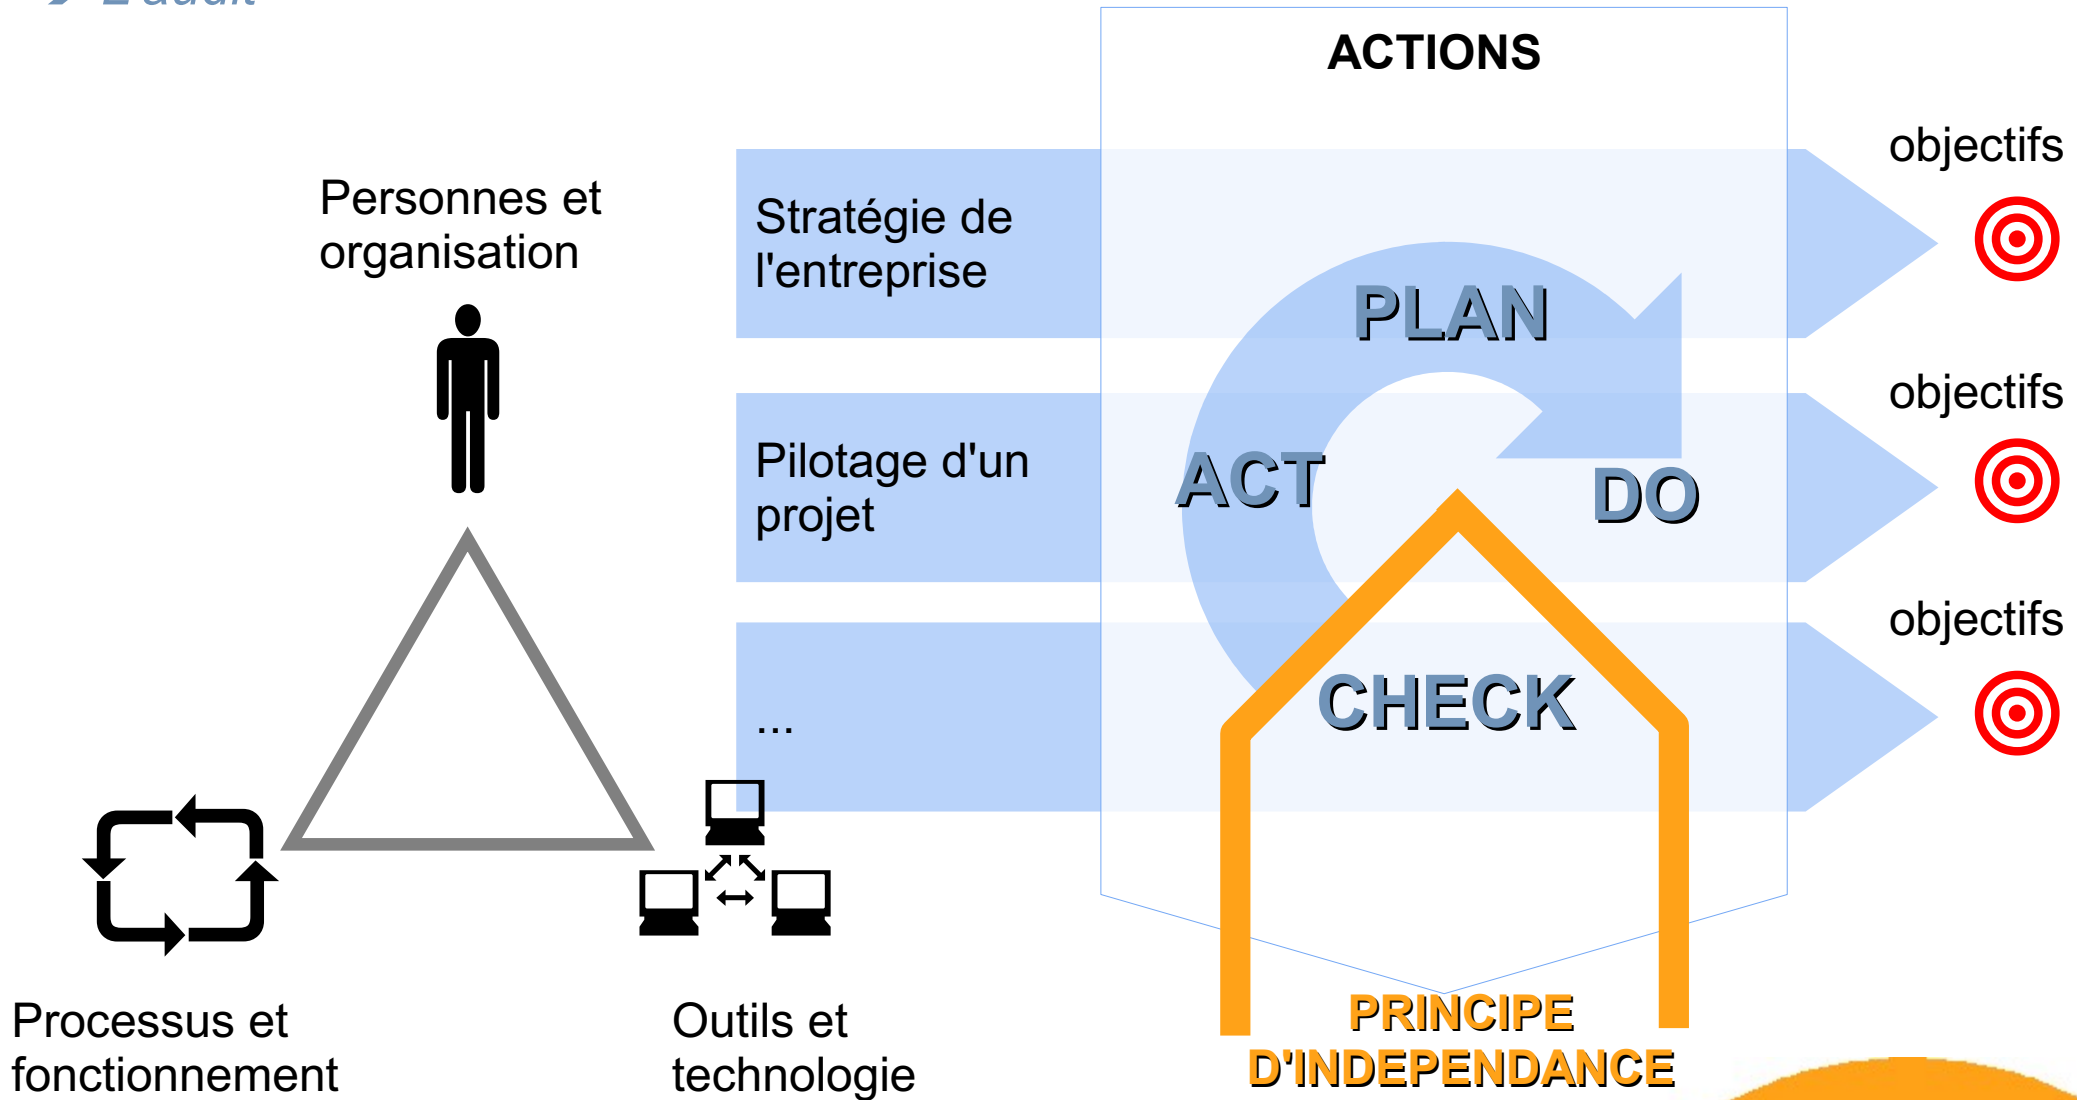 L'audit
ACTIONS
Personnes et
organisation
Stratégie de
l'entreprise
objectifs
PLAN
Pilotage d'un
projet
objectifs
ACT
DO
...
objectifs
CHECK
Processus et
fonctionnement
Outils et
technologie
PRINCIPE
D'INDEPENDANCE